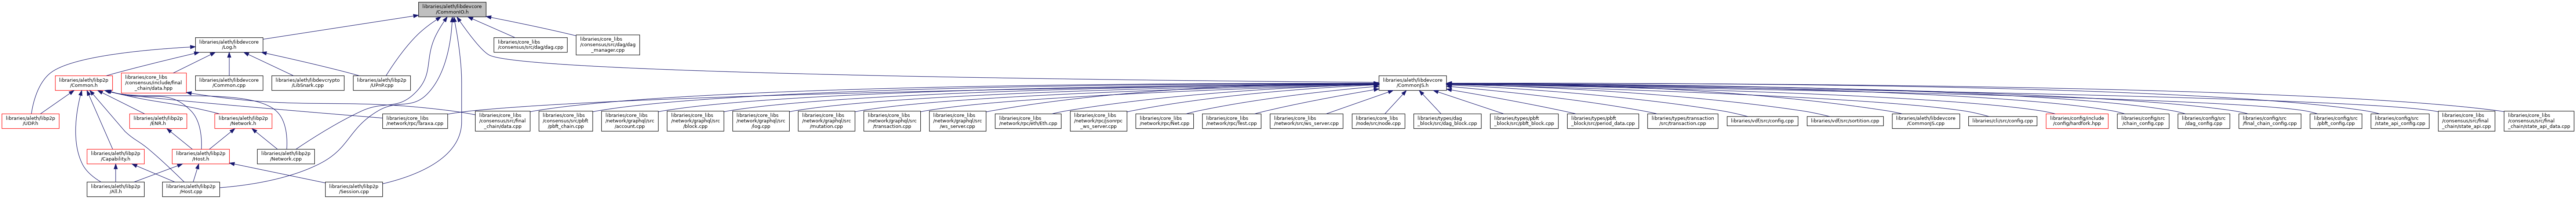 libraries/aleth/libdevcore
/CommonIO.h
libraries/aleth/libdevcore
/Log.h
libraries/core_libs
/consensus/src/dag/dag.cpp
libraries/core_libs
/consensus/src/dag/dag
_manager.cpp
libraries/aleth/libp2p
/Common.h
libraries/core_libs
/consensus/include/final
_chain/data.hpp
libraries/aleth/libdevcore
/Common.cpp
libraries/aleth/libdevcrypto
/LibSnark.cpp
libraries/aleth/libp2p
/UPnP.cpp
libraries/aleth/libdevcore
/CommonJS.h
libraries/aleth/libp2p
/UDP.h
libraries/aleth/libp2p
/ENR.h
libraries/aleth/libp2p
/Network.h
libraries/core_libs
/network/rpc/Taraxa.cpp
libraries/core_libs
/consensus/src/final
_chain/data.cpp
libraries/core_libs
/consensus/src/pbft
/pbft_chain.cpp
libraries/core_libs
/network/graphql/src
/account.cpp
libraries/core_libs
/network/graphql/src
/block.cpp
libraries/core_libs
/network/graphql/src
/log.cpp
libraries/core_libs
/network/graphql/src
/mutation.cpp
libraries/core_libs
/network/graphql/src
/transaction.cpp
libraries/core_libs
/network/graphql/src
/ws_server.cpp
libraries/core_libs
/network/rpc/eth/Eth.cpp
libraries/core_libs
/network/rpc/jsonrpc
_ws_server.cpp
libraries/core_libs
/network/rpc/Net.cpp
libraries/core_libs
/network/rpc/Test.cpp
libraries/core_libs
/network/src/ws_server.cpp
libraries/core_libs
/node/src/node.cpp
libraries/types/dag
_block/src/dag_block.cpp
libraries/types/pbft
_block/src/pbft_block.cpp
libraries/types/pbft
_block/src/period_data.cpp
libraries/types/transaction
/src/transaction.cpp
libraries/vdf/src/config.cpp
libraries/vdf/src/sortition.cpp
libraries/aleth/libdevcore
/CommonJS.cpp
libraries/cli/src/config.cpp
libraries/config/include
/config/hardfork.hpp
libraries/config/src
/chain_config.cpp
libraries/config/src
/dag_config.cpp
libraries/config/src
/final_chain_config.cpp
libraries/config/src
/pbft_config.cpp
libraries/config/src
/state_api_config.cpp
libraries/core_libs
/consensus/src/final
_chain/state_api.cpp
libraries/core_libs
/consensus/src/final
_chain/state_api_data.cpp
libraries/aleth/libp2p
/Capability.h
libraries/aleth/libp2p
/Host.h
libraries/aleth/libp2p
/Network.cpp
libraries/aleth/libp2p
/All.h
libraries/aleth/libp2p
/Host.cpp
libraries/aleth/libp2p
/Session.cpp